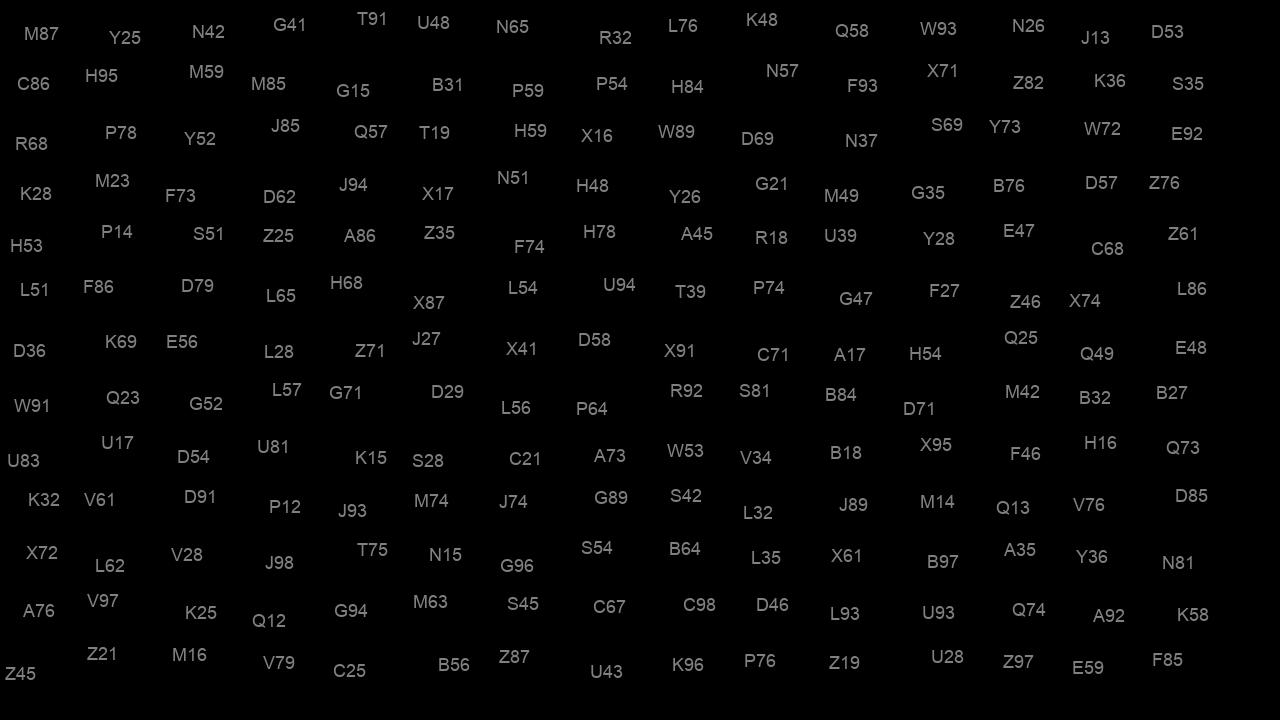 M87 Y25 N42 G41 T91 U48 N65 R32 L76 K48 Q58 W93 N26 J13 D53
C86 H95 M59 M85 G15 B31 P59 P54 H84 N57 F93 X71 Z82 K36 S35
R68 P78 Y52 J85 Q57 T19 H59 X16 W89 D69 N37 S69 Y73 W72 E92
K28 M23 F73 D62 J94 X17 N51 H48 Y26 G21 M49 G35 B76 D57 Z76
H53 P14 S51 Z25 A86 Z35 F74 H78 A45 R18 U39 Y28 E47 C68 Z61
L51 F86 D79 L65 H68 X87 L54 U94 T39 P74 G47 F27 Z46 X74 L86
D36 K69 E56 L28 Z71 J27 X41 D58 X91 C71 A17 H54 Q25 Q49 E48
W91 Q23 G52 L57 G71 D29 L56 P64 R92 S81 B84 D71 M42 B32 B27
U83 U17 D54 U81 K15 S28 C21 A73 W53 V34 B18 X95 F46 H16 Q73
K32 V61 D91 P12 J93 M74 J74 G89 S42 L32 J89 M14 Q13 V76 D85
X72 L62 V28 J98 T75 N15 G96 S54 B64 L35 X61 B97 A35 Y36 N81
A76 V97 K25 Q12 G94 M63 S45 C67 C98 D46 L93 U93 Q74 A92 K58
Z45 Z21 M16 V79 C25 B56 Z87 U43 K96 P76 Z19 U28 Z97 E59 F85